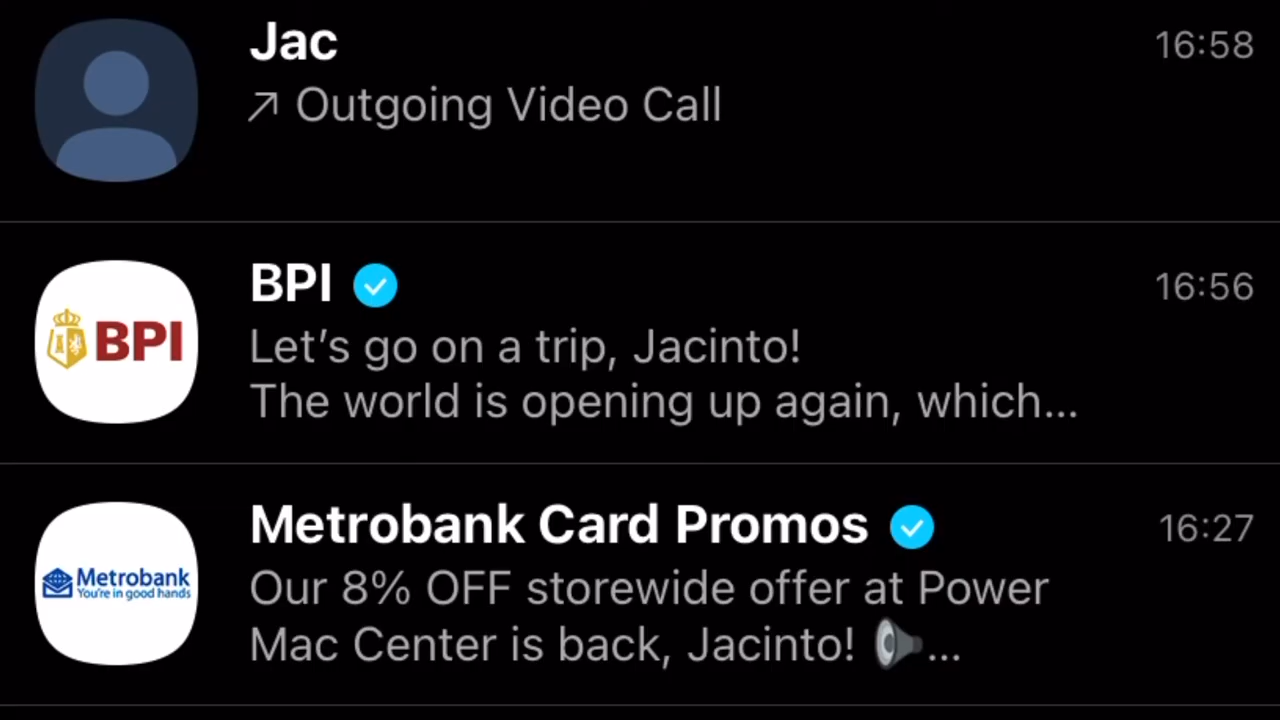 Jac 16:58
↗ Outgoing Video Call
BPI 16:56
BPI
Let’s go on a trip, Jacinto!
The world is opening up again, which...
Metrobank Card Promos 16:27
Metrobank
You're in good hands
Our 8% OFF storewide offer at Power
Mac Center is back, Jacinto! 🔈...